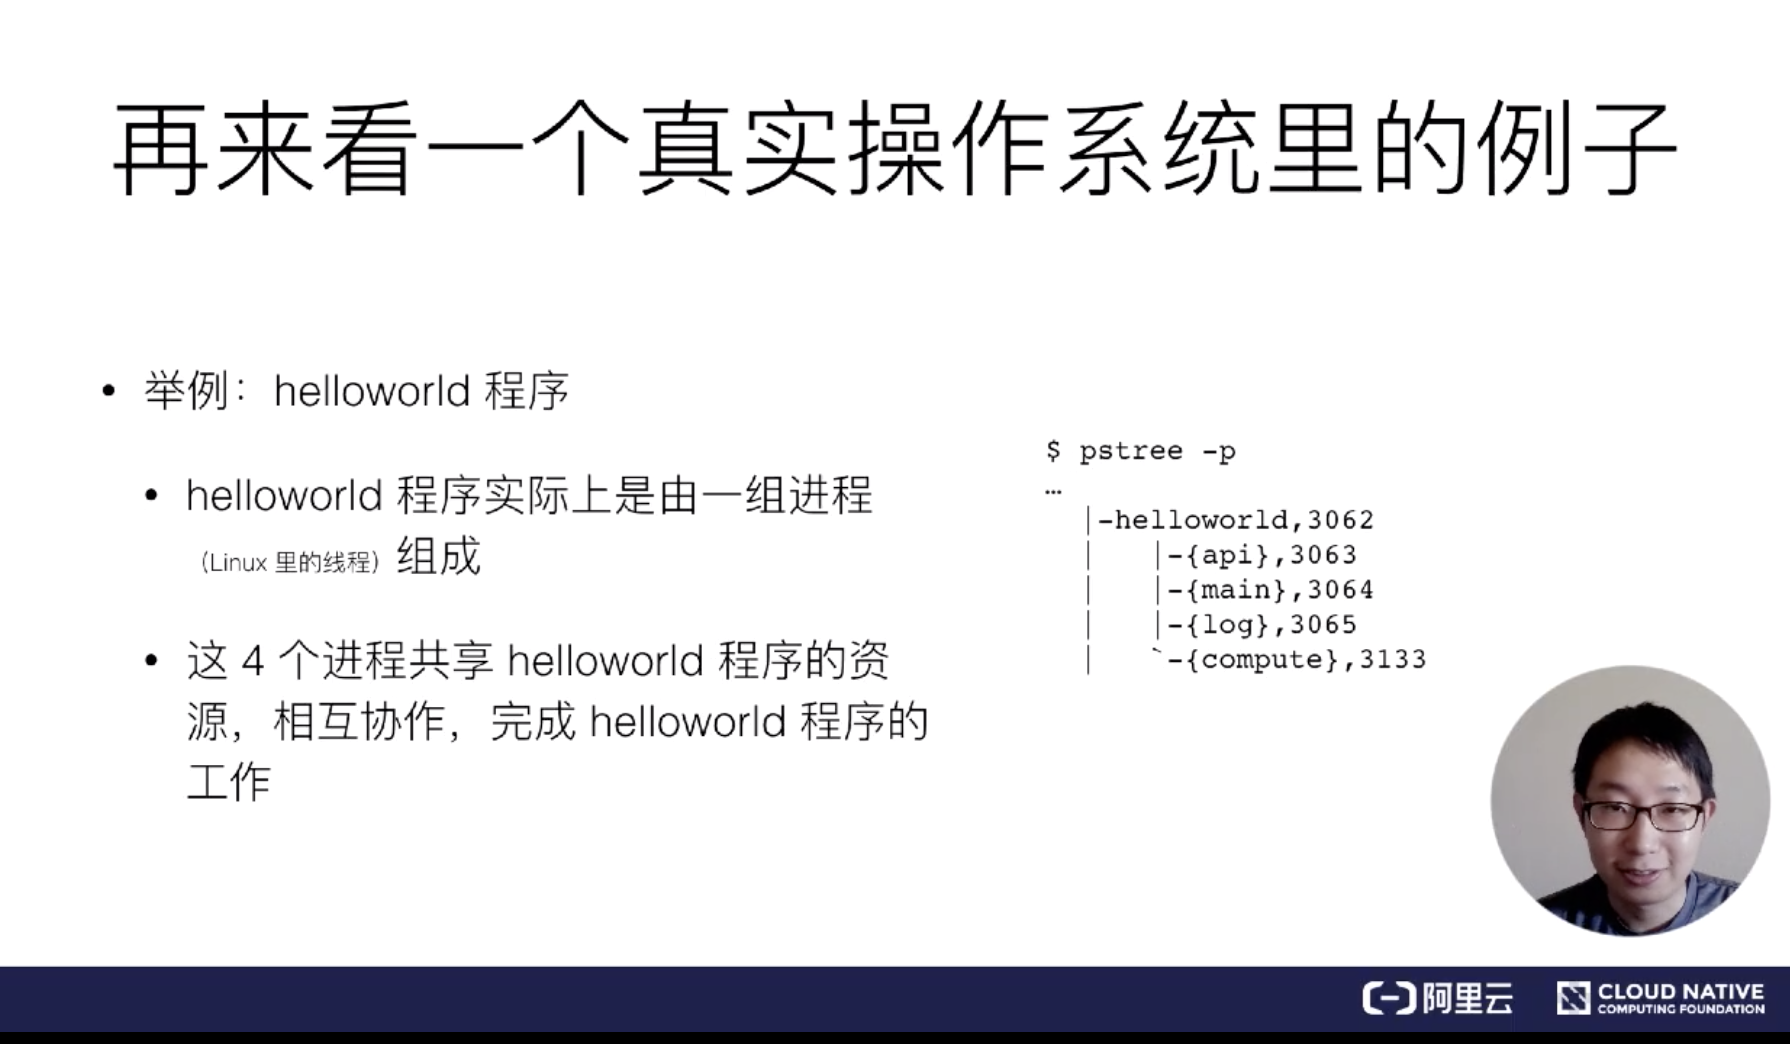 再来看一个真实操作系统里的例子
• 举例：helloworld 程序
• helloworld 程序实际上是由一组进程
（Linux 里的线程）组成
• 这 4 个进程共享 helloworld 程序的资
源，相互协作，完成 helloworld 程序的
工作
$ pstree -p
…
|-helloworld,3062
|   |-{api},3063
|   |-{main},3064
|   |-{log},3065
|   `-{compute},3133
阿里云
CLOUD NATIVE
COMPUTING FOUNDATION